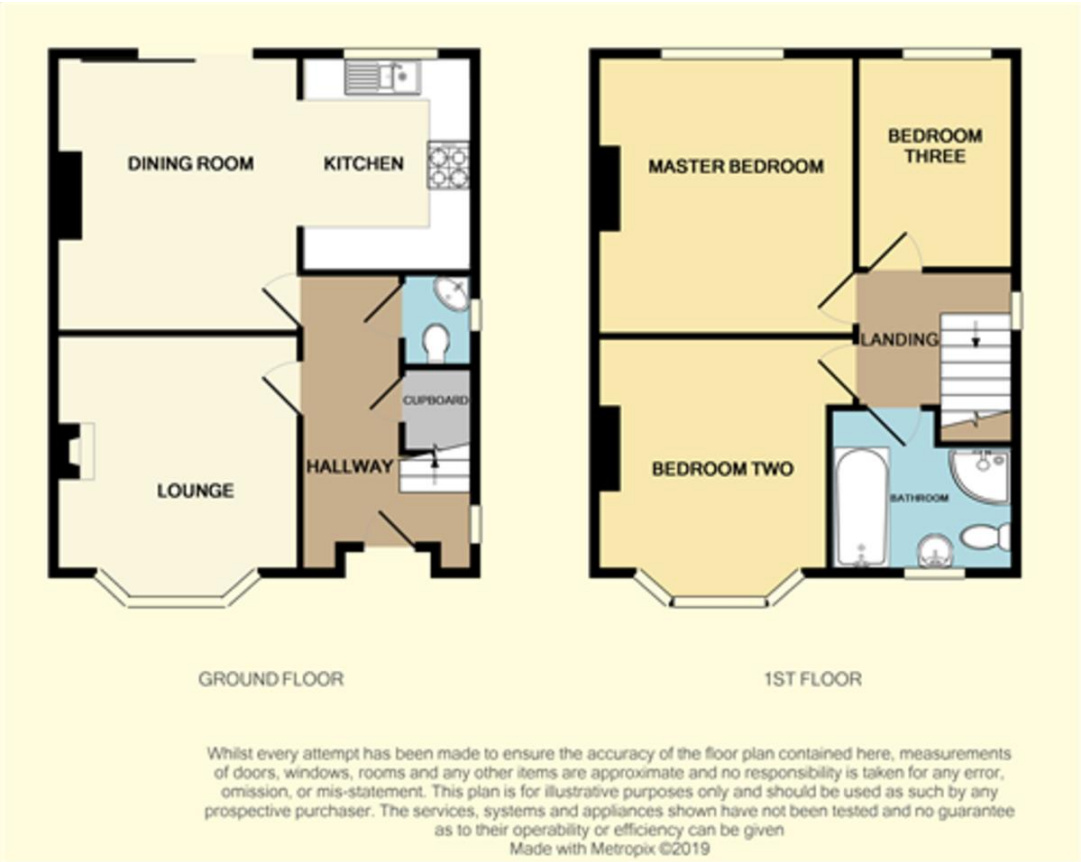 DINING ROOM
KITCHEN
CUPBOARD
HALLWAY
LOUNGE
MASTER BEDROOM
BEDROOM
THREE
LANDING
BEDROOM TWO
BATHROOM
GROUND FLOOR
1ST FLOOR
Whilst every attempt has been made to ensure the accuracy of the floor plan contained here, measurements
of doors, windows, rooms and any other items are approximate and no responsibility is taken for any error,
omission, or mis-statement. This plan is for illustrative purposes only and should be used as such by any
prospective purchaser. The services, systems and appliances shown have not been tested and no guarantee
as to their operability or efficiency can be given
Made with Metropix ©2019